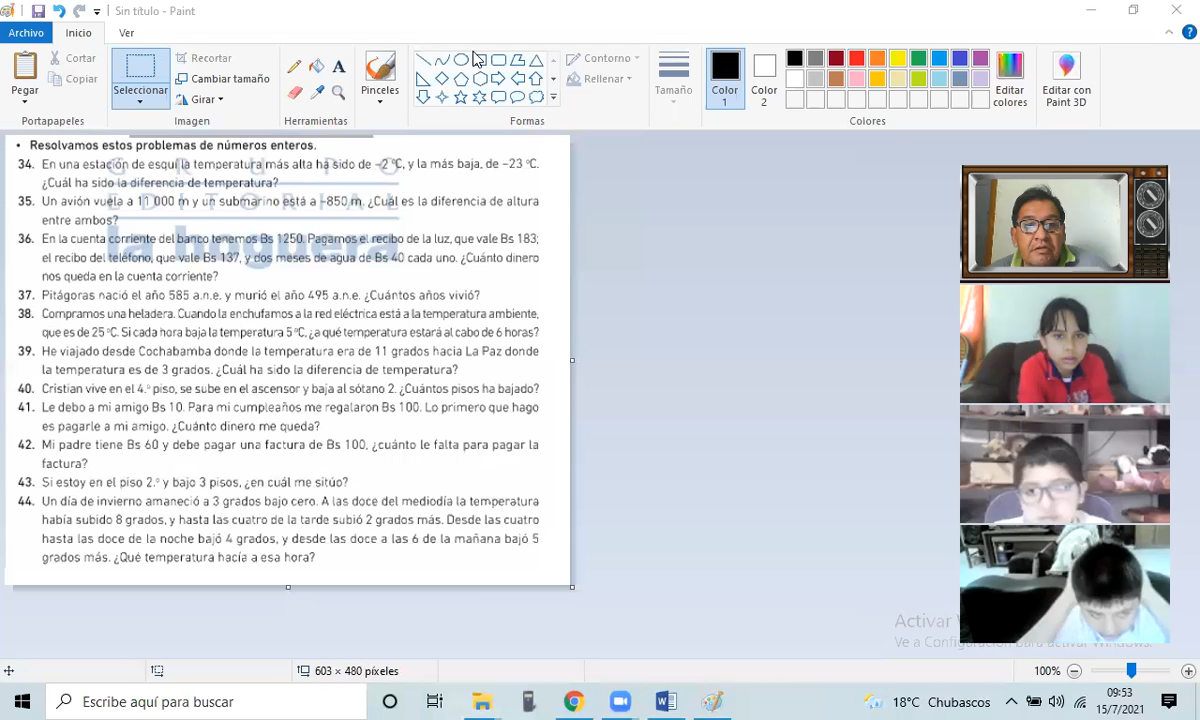 Sin título - Paint
Archivo Inicio Ver
Pegar
Cortar
Copiar
Portapapeles
Seleccionar
Recortar
Cambiar tamaño
Girar
Imagen
A
Herramientas
Pinceles
Contorno
Rellenar
Formas
Tamaño
Color
1
Color
2
Editar
colores
Editar con
Paint 3D
Colores
• Resolvamos estos problemas de números enteros.
34. En una estación de esquí la temperatura más alta ha sido de −2 ºC, y la más baja, de −23 ºC.
¿Cuál ha sido la diferencia de temperatura?
35. Un avión vuela a 11 000 m y un submarino está a −850 m. ¿Cuál es la diferencia de altura
entre ambos?
36. En la cuenta corriente del banco tenemos Bs 1250. Pagamos el recibo de la luz, que vale Bs 183;
el recibo del teléfono, que vale Bs 137, y dos meses de agua de Bs 40 cada uno. ¿Cuánto dinero
nos queda en la cuenta corriente?
37. Pitágoras nació el año 585 a.n.e. y murió el año 495 a.n.e. ¿Cuántos años vivió?
38. Compramos una heladera. Cuando la enchufamos a la red eléctrica está a la temperatura ambiente,
que es de 25 ºC. Si cada hora baja la temperatura 5 ºC, ¿a qué temperatura estará al cabo de 6 horas?
39. He viajado desde Cochabamba donde la temperatura era de 11 grados hacia La Paz donde
la temperatura es de 3 grados. ¿Cuál ha sido la diferencia de temperatura?
40. Cristian vive en el 4.º piso, se sube en el ascensor y baja al sótano 2. ¿Cuántos pisos ha bajado?
41. Le debo a mi amigo Bs 10. Para mi cumpleaños me regalaron Bs 100. Lo primero que hago
es pagarle a mi amigo. ¿Cuánto dinero me queda?
42. Mi padre tiene Bs 60 y debe pagar una factura de Bs 100, ¿cuánto le falta para pagar la
factura?
43. Si estoy en el piso 2.º y bajo 3 pisos, ¿en cuál me sitúo?
44. Un día de invierno amaneció a 3 grados bajo cero. A las doce del mediodía la temperatura
había subido 8 grados, y hasta las cuatro de la tarde subió 2 grados más. Desde las cuatro
hasta las doce de la noche bajó 4 grados, y desde las doce a las 6 de la mañana bajó 5
grados más. ¿Qué temperatura hacía a esa hora?
GRUPO
EDITORIAL
la hoguera
Activar
Ve a Configuración para activar Windows.
603 × 480 píxeles
100%
Escribe aquí para buscar
18°C Chubascos
09:53
15/7/2021